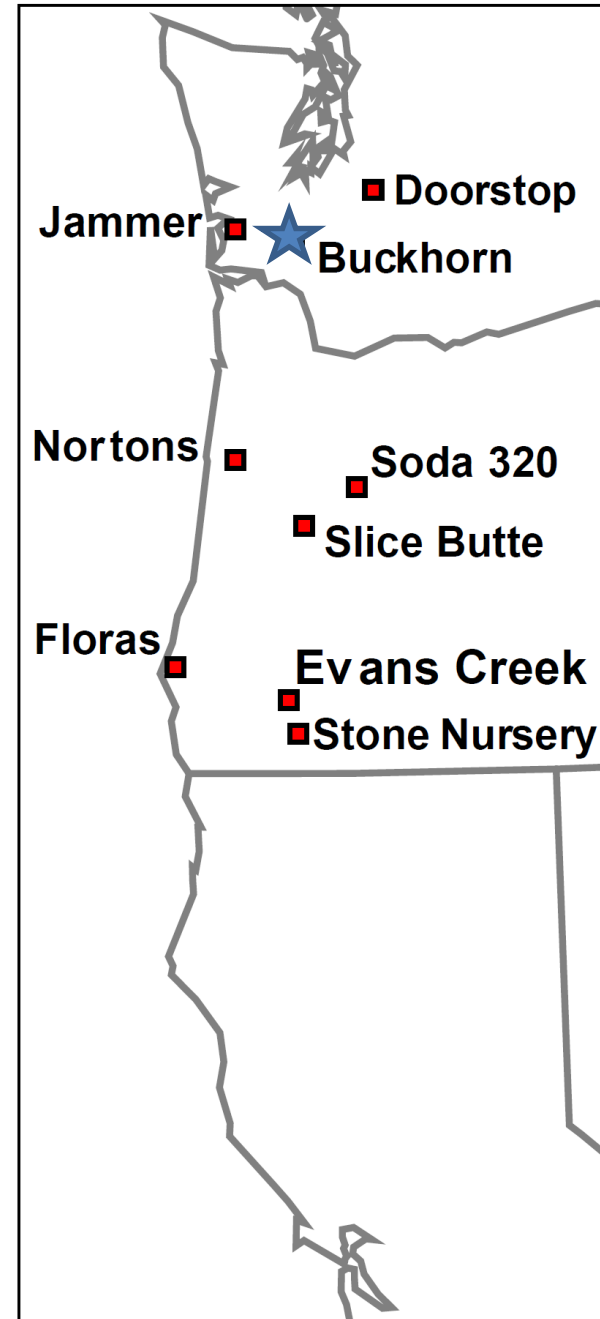 Doorstop
Jammer
Buckhorn
Nortons
Soda 320
Slice Butte
Floras
Evans Creek
Stone Nursery